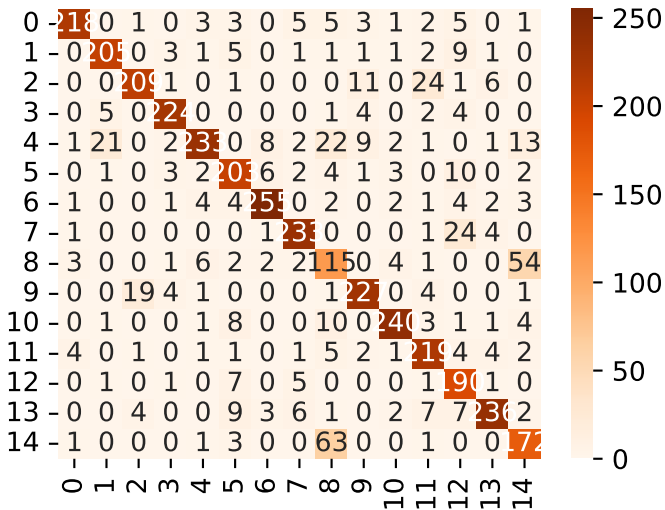 0 218 0 1 0 3 3 0 5 5 3 1 2 5 0 1
1 0 205 0 3 1 5 0 1 1 1 1 2 9 1 0
2 0 0 209 1 0 1 0 0 0 11 0 24 1 6 0
3 0 5 0 224 0 0 0 0 1 4 0 2 4 0 0
4 1 21 0 2 233 0 8 2 22 9 2 1 0 1 13
5 0 1 0 3 2 203 6 2 4 1 3 0 10 0 2
6 1 0 0 1 4 4 255 0 2 0 2 1 4 2 3
7 1 0 0 0 0 0 1 233 0 0 0 1 24 4 0
8 3 0 0 1 6 2 2 2 115 0 4 1 0 0 54
9 0 0 19 4 1 0 0 0 1 227 0 4 0 0 1
10 0 1 0 0 1 8 0 0 10 0 240 3 1 1 4
11 4 0 1 0 1 1 0 1 5 2 1 219 4 4 2
12 0 1 0 1 0 7 0 5 0 0 0 1 190 1 0
13 0 0 4 0 0 9 3 6 1 0 2 7 7 236 2
14 1 0 0 0 1 3 0 0 63 0 0 1 0 0 172
0 1 2 3 4 5 6 7 8 9 10 11 12 13 14
250
200
150
100
50
0